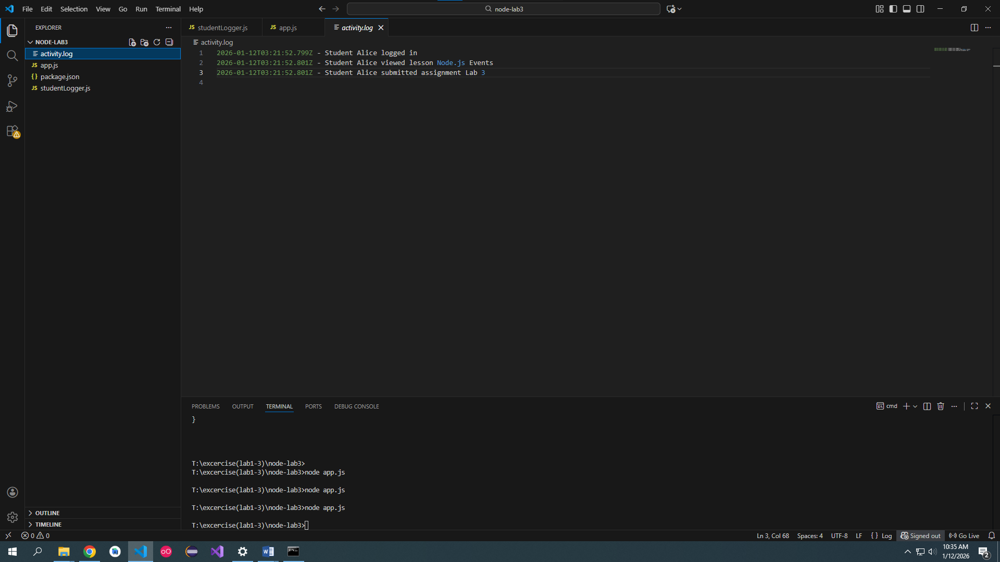 File Edit Selection View Go Run Terminal Help
node-lab3
EXPLORER
NODE-LAB3
activity.log
JS app.js
{} package.json
JS studentLogger.js
OUTLINE
TIMELINE
JS studentLogger.js
JS app.js
activity.log
activity.log
1 2026-01-12T03:21:52.799Z - Student Alice logged in
2 2026-01-12T03:21:52.801Z - Student Alice viewed lesson Node.js Events
3 2026-01-12T03:21:52.801Z - Student Alice submitted assignment Lab 3
4
PROBLEMS OUTPUT TERMINAL PORTS DEBUG CONSOLE
cmd
}
T:\excercise(lab1-3)\node-lab3>
T:\excercise(lab1-3)\node-lab3>node app.js
T:\excercise(lab1-3)\node-lab3>node app.js
T:\excercise(lab1-3)\node-lab3>node app.js
T:\excercise(lab1-3)\node-lab3>
0 0
Ln 3, Col 68 Spaces: 4 UTF-8 LF {} Log Signed out Go Live
10:35 AM
1/12/2026
2